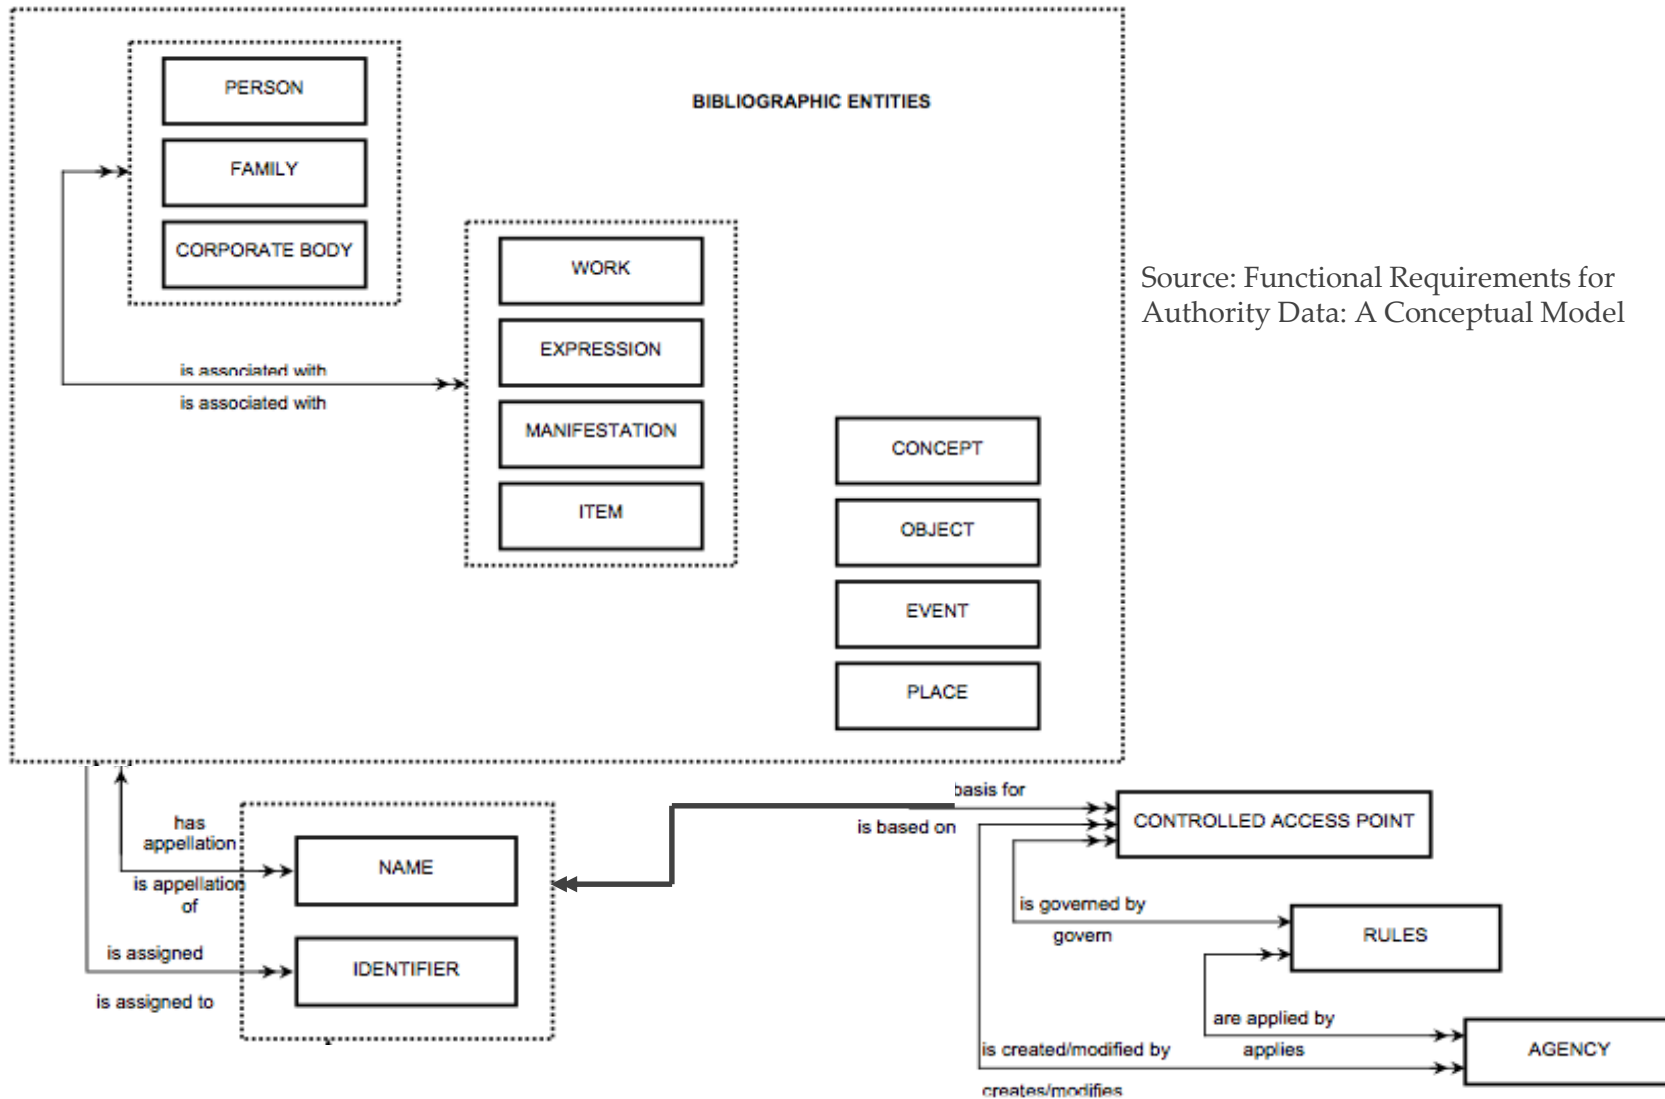 BIBLIOGRAPHIC ENTITIES
PERSON
FAMILY
CORPORATE BODY
is associated with
is associated with
WORK
EXPRESSION
MANIFESTATION
ITEM
CONCEPT
OBJECT
EVENT
PLACE
Source: Functional Requirements for
Authority Data: A Conceptual Model
has
appellation
is appellation
of
is assigned
is assigned to
NAME
IDENTIFIER
basis for
is based on
CONTROLLED ACCESS POINT
is governed by
govern
RULES
are applied by
applies
is created/modified by
creates/modifies
AGENCY